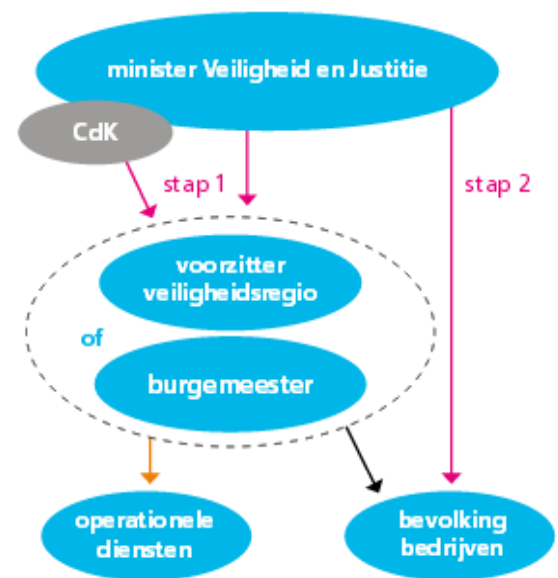 minister Veiligheid en Justitie
CdK
stap 1
stap 2
voorzitter
veiligheidsregio
of
burgemeester
operationele
diensten
bevolking
bedrijven